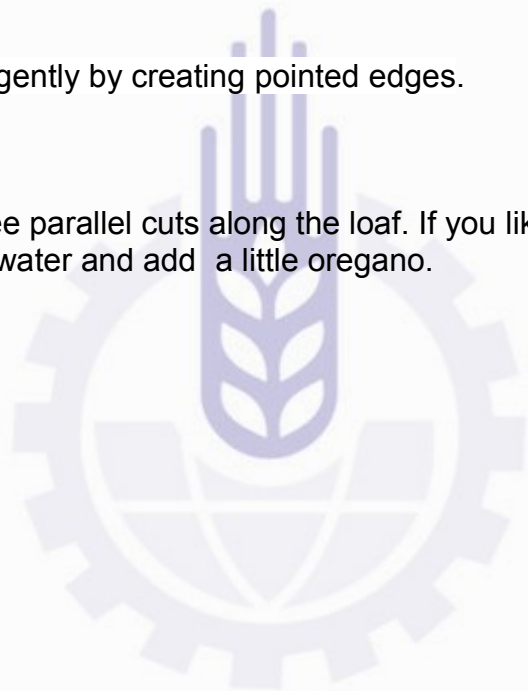 gently by creating pointed edges.
ee parallel cuts along the loaf. If you lik
water and add  a little oregano.